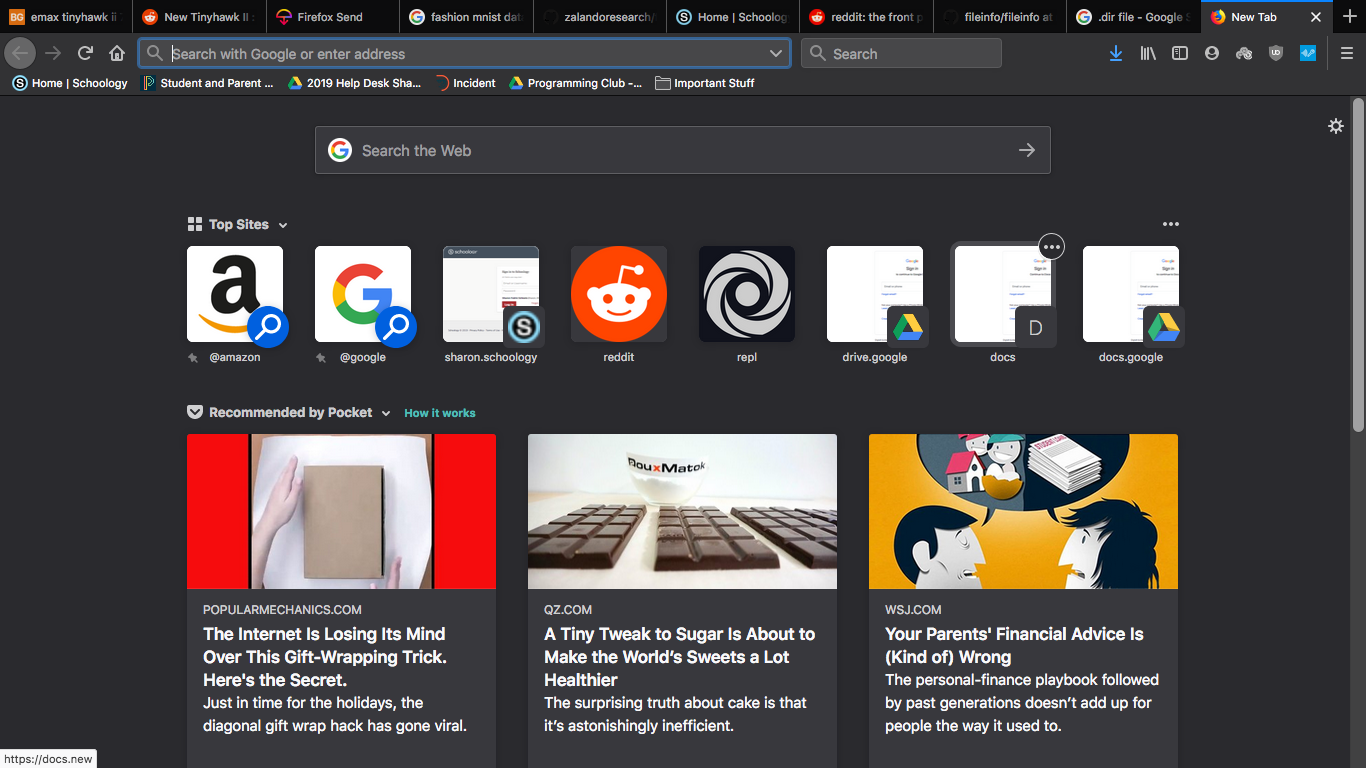 emax tinyhawk ii
New Tinyhawk II :
Firefox Send
fashion mnist dat
zalandoresearch/
Home | Schoolog
reddit: the front p
fileinfo/fileinfo at
.dir file - Google S
New Tab
Search with Google or enter address
Search
Home | Schoology
Student and Parent ...
2019 Help Desk Sha...
Incident
Programming Club -...
Important Stuff
Search the Web
Top Sites
@amazon
@google
sharon.schoology
reddit
repl
drive.google
docs
docs.google
D
Recommended by Pocket
How it works
DouxMatok
POPULARMECHANICS.COM
The Internet Is Losing Its Mind
Over This Gift-Wrapping Trick.
Here's the Secret.
Just in time for the holidays, the
diagonal gift wrap hack has gone viral.
QZ.COM
A Tiny Tweak to Sugar Is About to
Make the World's Sweets a Lot
Healthier
The surprising truth about cake is that
it's astonishingly inefficient.
WSJ.COM
Your Parents' Financial Advice Is
(Kind of) Wrong
The personal-finance playbook followed
by past generations doesn't add up for
people the way it used to.
https://docs.new